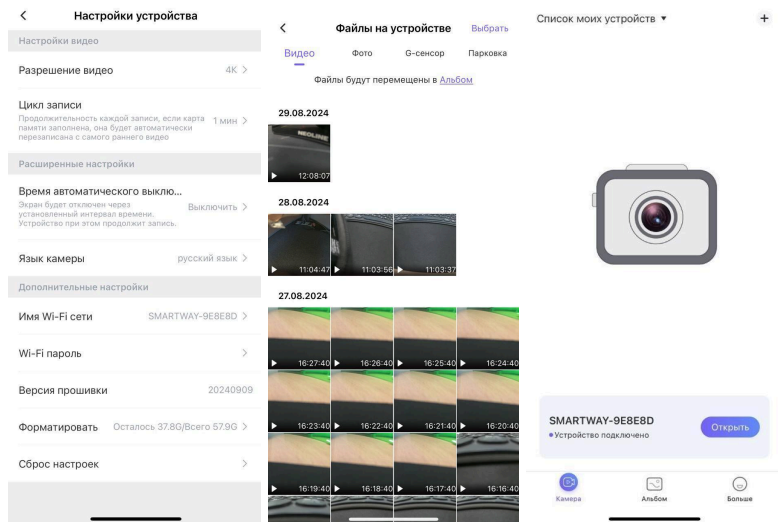 Настройки устройства
Настройки видео
Разрешение видео 4K
Цикл записи
Продолжительность каждой записи, если карта
памяти заполнена, она будет автоматически
перезаписана с самого раннего видео
1 мин
Расширенные настройки
Время автоматического выклю...
Экран будет отключен через
установленный интервал времени.
Устройство при этом продолжит запись.
Выключить
Язык камеры русский язык
Дополнительные настройки
Имя Wi-Fi сети SMARTWAY-9E8E8D
Wi-Fi пароль
Версия прошивки 20240909
Форматировать Осталось 37.8G/Всего 57.9G
Сброс настроек
Файлы на устройстве Выбрать
Видео Фото G-сенсор Парковка
Файлы будут перемещены в Альбом
29.08.2024
NEOLINE
12:08:07
28.08.2024
11:04:47 11:03:56 11:03:37
27.08.2024
16:27:40 16:26:40 16:25:40 16:24:40
16:23:40 16:22:40 16:21:40 16:20:40
16:19:40 16:18:40 16:17:40 16:16:40
Список моих устройств
SMARTWAY-9E8E8D
Устройство подключено
Открыть
Камера Альбом Больше